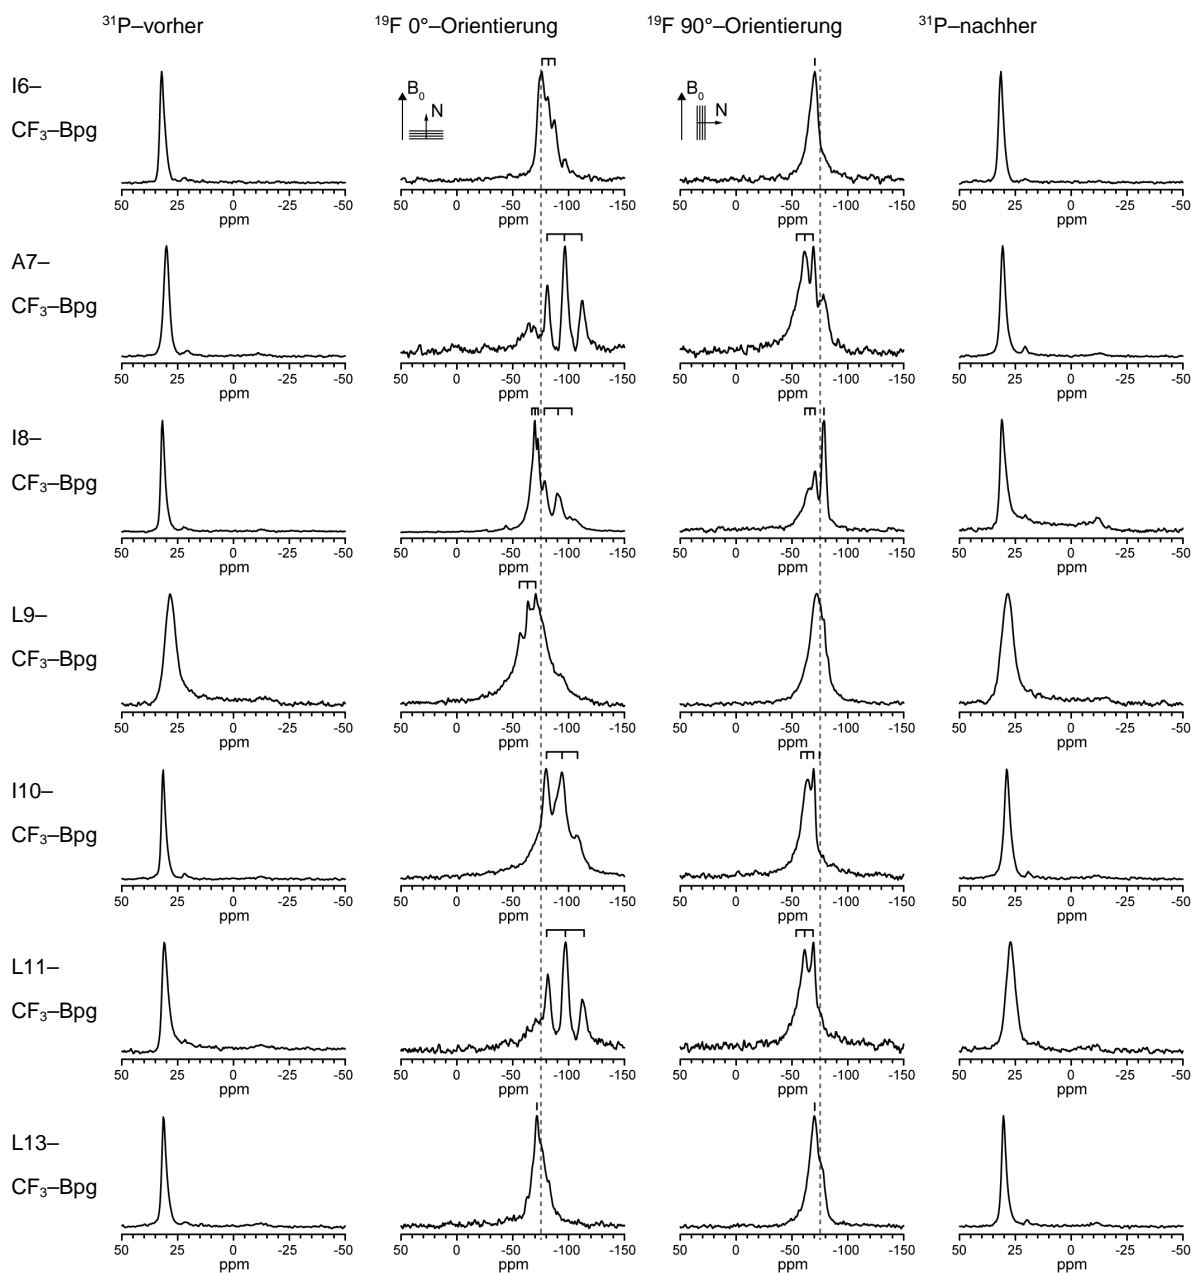 ³¹P–vorher ¹⁹F 0°–Orientierung ¹⁹F 90°–Orientierung ³¹P–nachher
I6–
CF₃–Bpg
B₀
N
B₀
N
50 25 0 -25 -50 50 0 -50 -100 -150 50 0 -50 -100 -150 50 25 0 -25 -50
ppm ppm ppm ppm
A7–
CF₃–Bpg
50 25 0 -25 -50 50 0 -50 -100 -150 50 0 -50 -100 -150 50 25 0 -25 -50
ppm ppm ppm ppm
I8–
CF₃–Bpg
50 25 0 -25 -50 50 0 -50 -100 -150 50 0 -50 -100 -150 50 25 0 -25 -50
ppm ppm ppm ppm
L9–
CF₃–Bpg
50 25 0 -25 -50 50 0 -50 -100 -150 50 0 -50 -100 -150 50 25 0 -25 -50
ppm ppm ppm ppm
I10–
CF₃–Bpg
50 25 0 -25 -50 50 0 -50 -100 -150 50 0 -50 -100 -150 50 25 0 -25 -50
ppm ppm ppm ppm
L11–
CF₃–Bpg
50 25 0 -25 -50 50 0 -50 -100 -150 50 0 -50 -100 -150 50 25 0 -25 -50
ppm ppm ppm ppm
L13–
CF₃–Bpg
50 25 0 -25 -50 50 0 -50 -100 -150 50 0 -50 -100 -150 50 25 0 -25 -50
ppm ppm ppm ppm